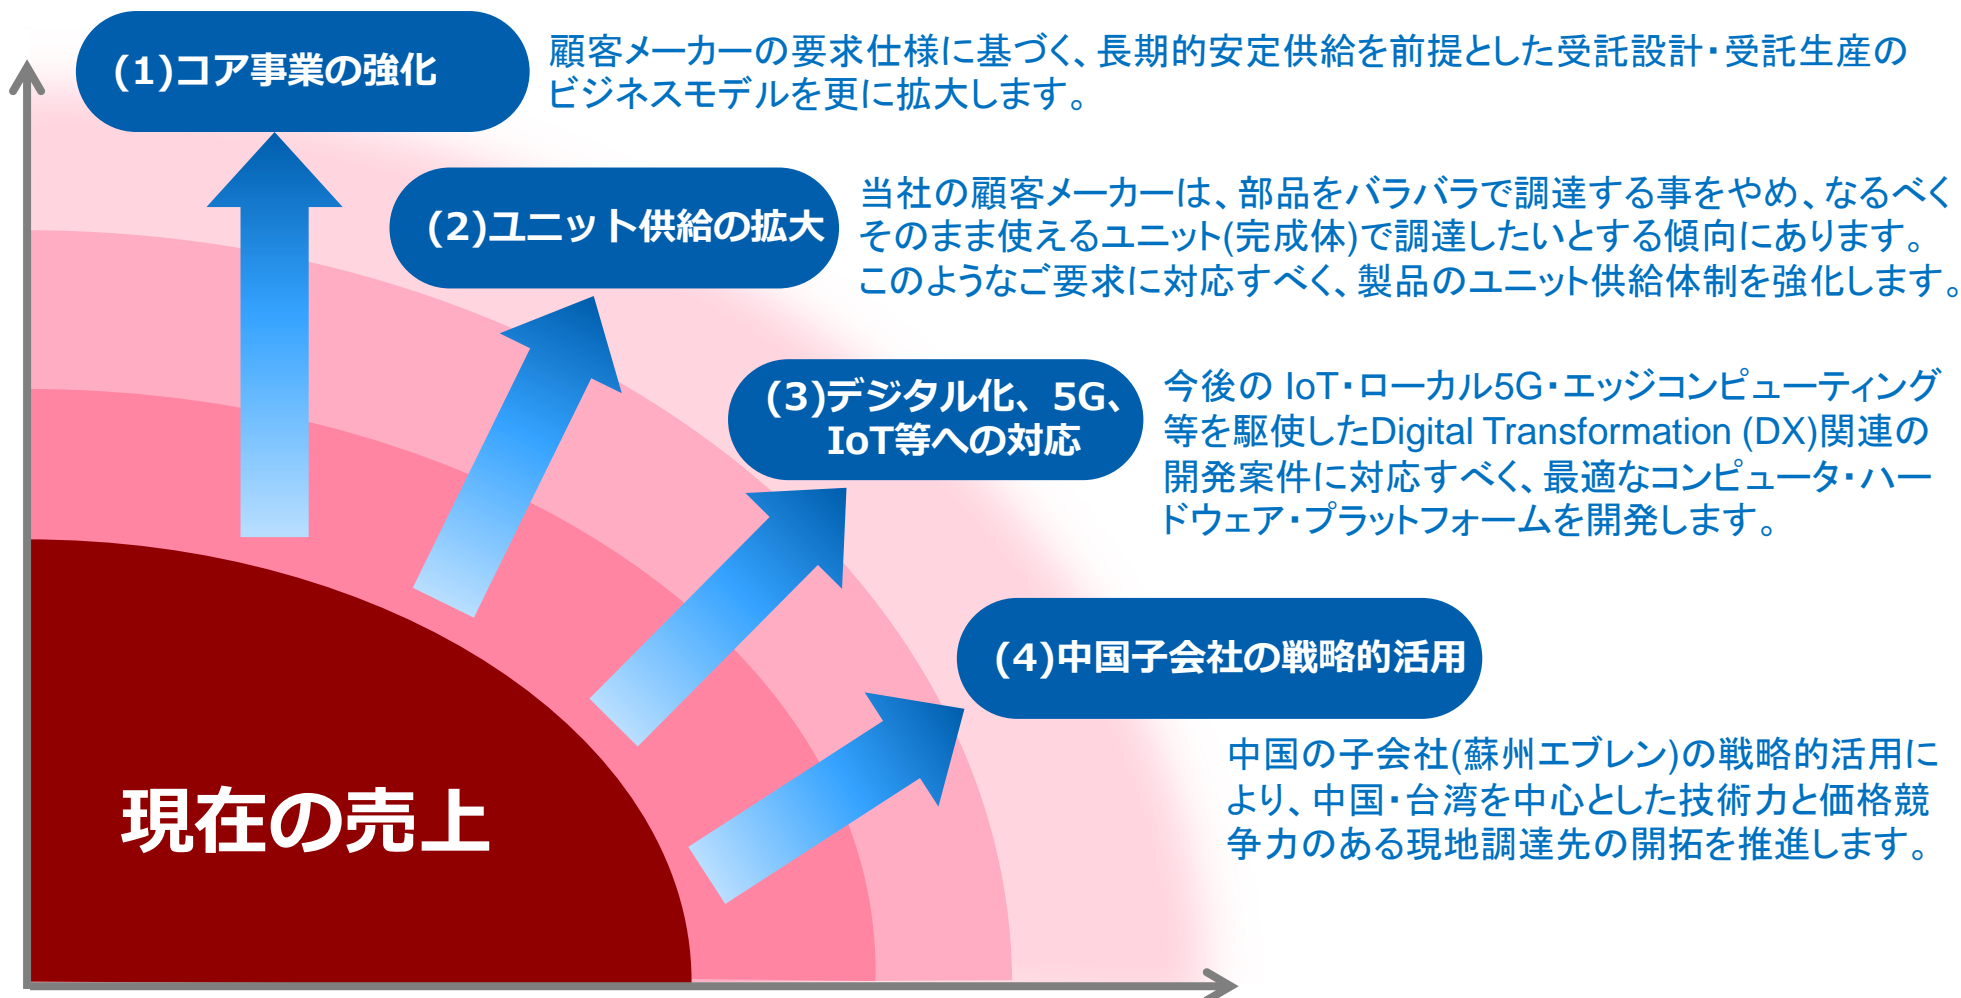 (1)コア事業の強化
顧客メーカーの要求仕様に基づく、長期的安定供給を前提とした受託設計・受託生産の
ビジネスモデルを更に拡大します。
(2)ユニット供給の拡大
当社の顧客メーカーは、部品をバラバラで調達する事をやめ、なるべく
そのまま使えるユニット(完成体)で調達したいとする傾向にあります。
このようなご要求に対応すべく、製品のユニット供給体制を強化します。
(3)デジタル化、5G、
IoT等への対応
今後の IoT・ローカル5G・エッジコンピューティング
等を駆使したDigital Transformation (DX)関連の
開発案件に対応すべく、最適なコンピュータ・ハー
ドウェア・プラットフォームを開発します。
(4)中国子会社の戦略的活用
中国の子会社(蘇州エブレン)の戦略的活用に
より、中国・台湾を中心とした技術力と価格競
争力のある現地調達先の開拓を推進します。
現在の売上